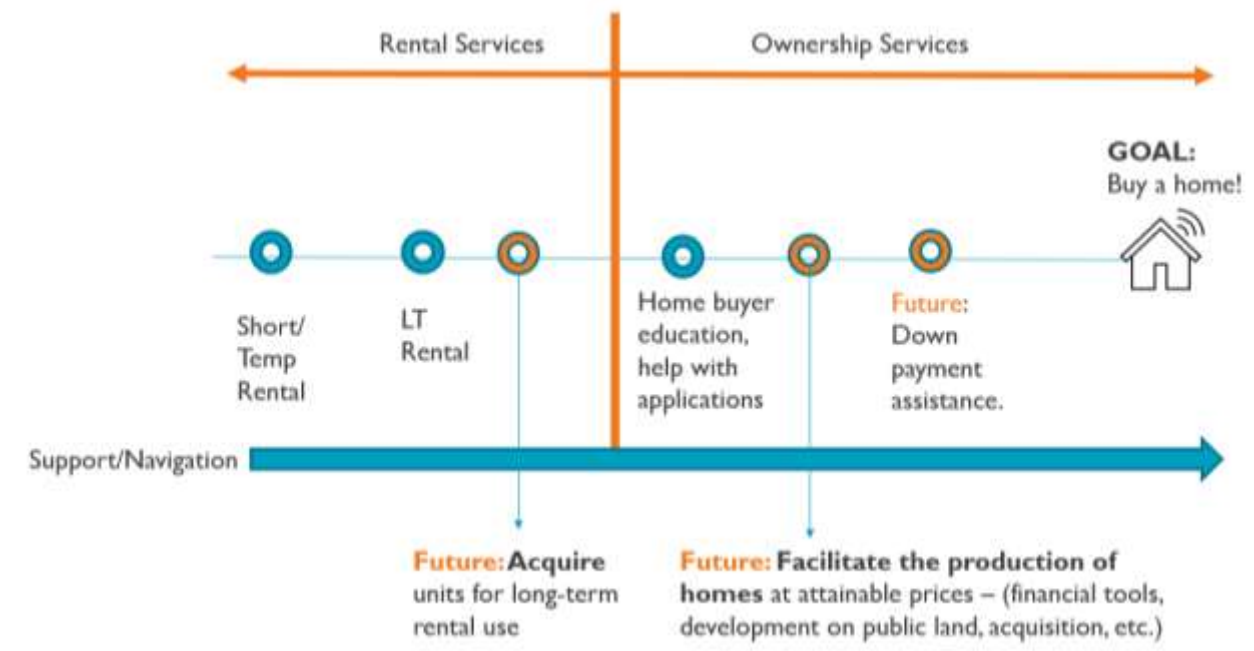 Rental Services
Ownership Services
GOAL:
Buy a home!
Short/
Temp
Rental
LT
Rental
Home buyer
education,
help with
applications
Future:
Down
payment
assistance.
Support/Navigation
Future: Acquire
units for long-term
rental use
Future: Facilitate the production of
homes at attainable prices – (financial tools,
development on public land, acquisition, etc.)